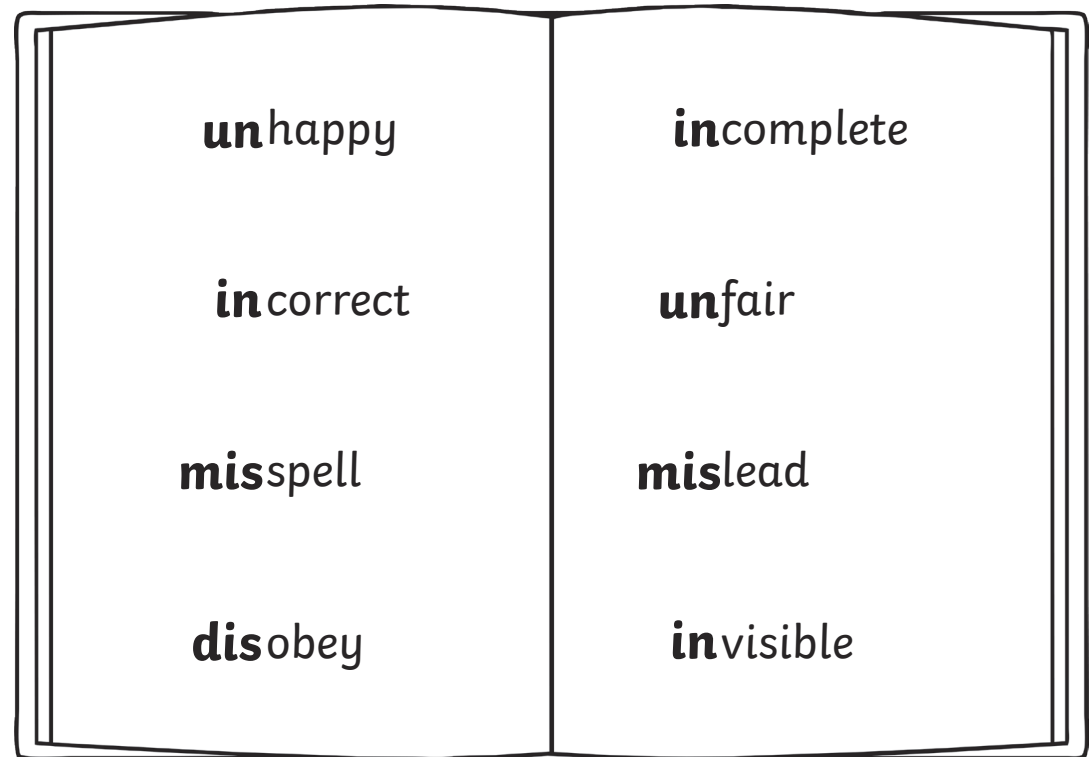 unhappy
incorrect
misspell
disobey
incomplete
unfair
mislead
invisible